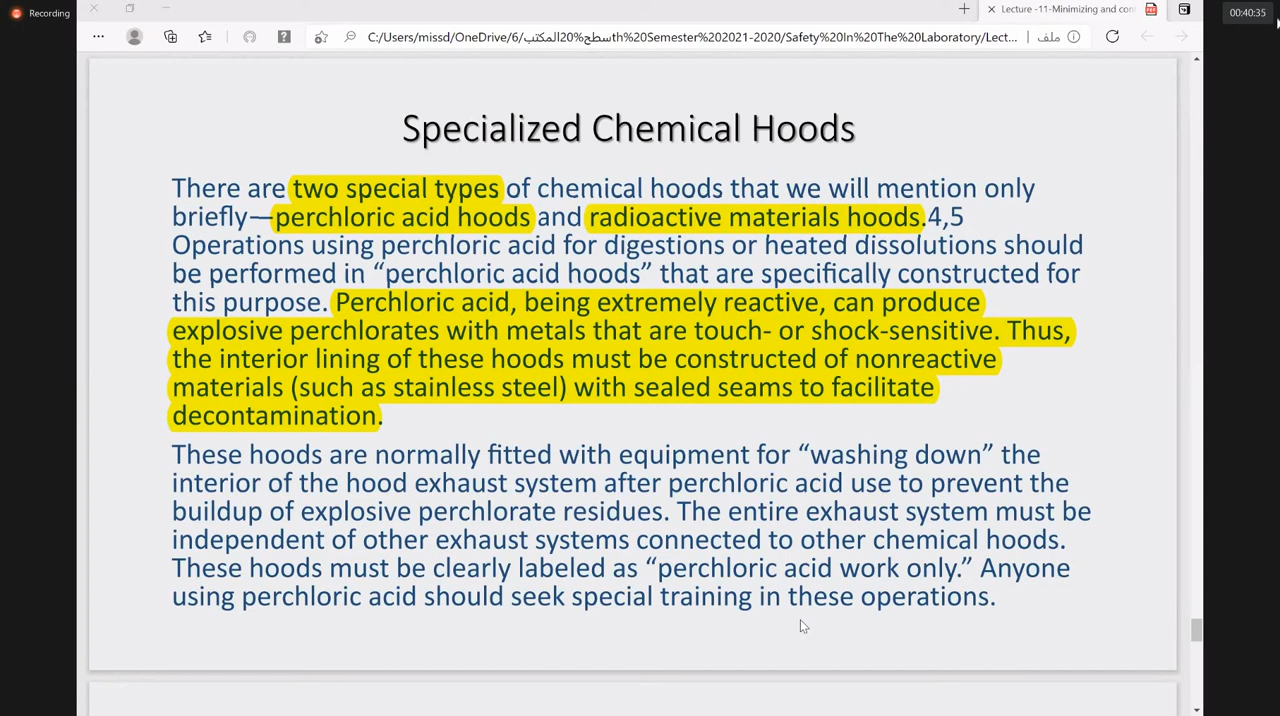 Recording
00:40:35
Lecture -11-Minimizing and con
C:/Users/missd/OneDrive/6/سطح%20المكتبth%20Semester%202021-2020/Safety%20In%20The%20Laboratory/Lect...
ملف
Specialized Chemical Hoods
There are two special types of chemical hoods that we will mention only
briefly—perchloric acid hoods and radioactive materials hoods.4,5
Operations using perchloric acid for digestions or heated dissolutions should
be performed in “perchloric acid hoods” that are specifically constructed for
this purpose. Perchloric acid, being extremely reactive, can produce
explosive perchlorates with metals that are touch- or shock-sensitive. Thus,
the interior lining of these hoods must be constructed of nonreactive
materials (such as stainless steel) with sealed seams to facilitate
decontamination.
These hoods are normally fitted with equipment for “washing down” the
interior of the hood exhaust system after perchloric acid use to prevent the
buildup of explosive perchlorate residues. The entire exhaust system must be
independent of other exhaust systems connected to other chemical hoods.
These hoods must be clearly labeled as “perchloric acid work only.” Anyone
using perchloric acid should seek special training in these operations.